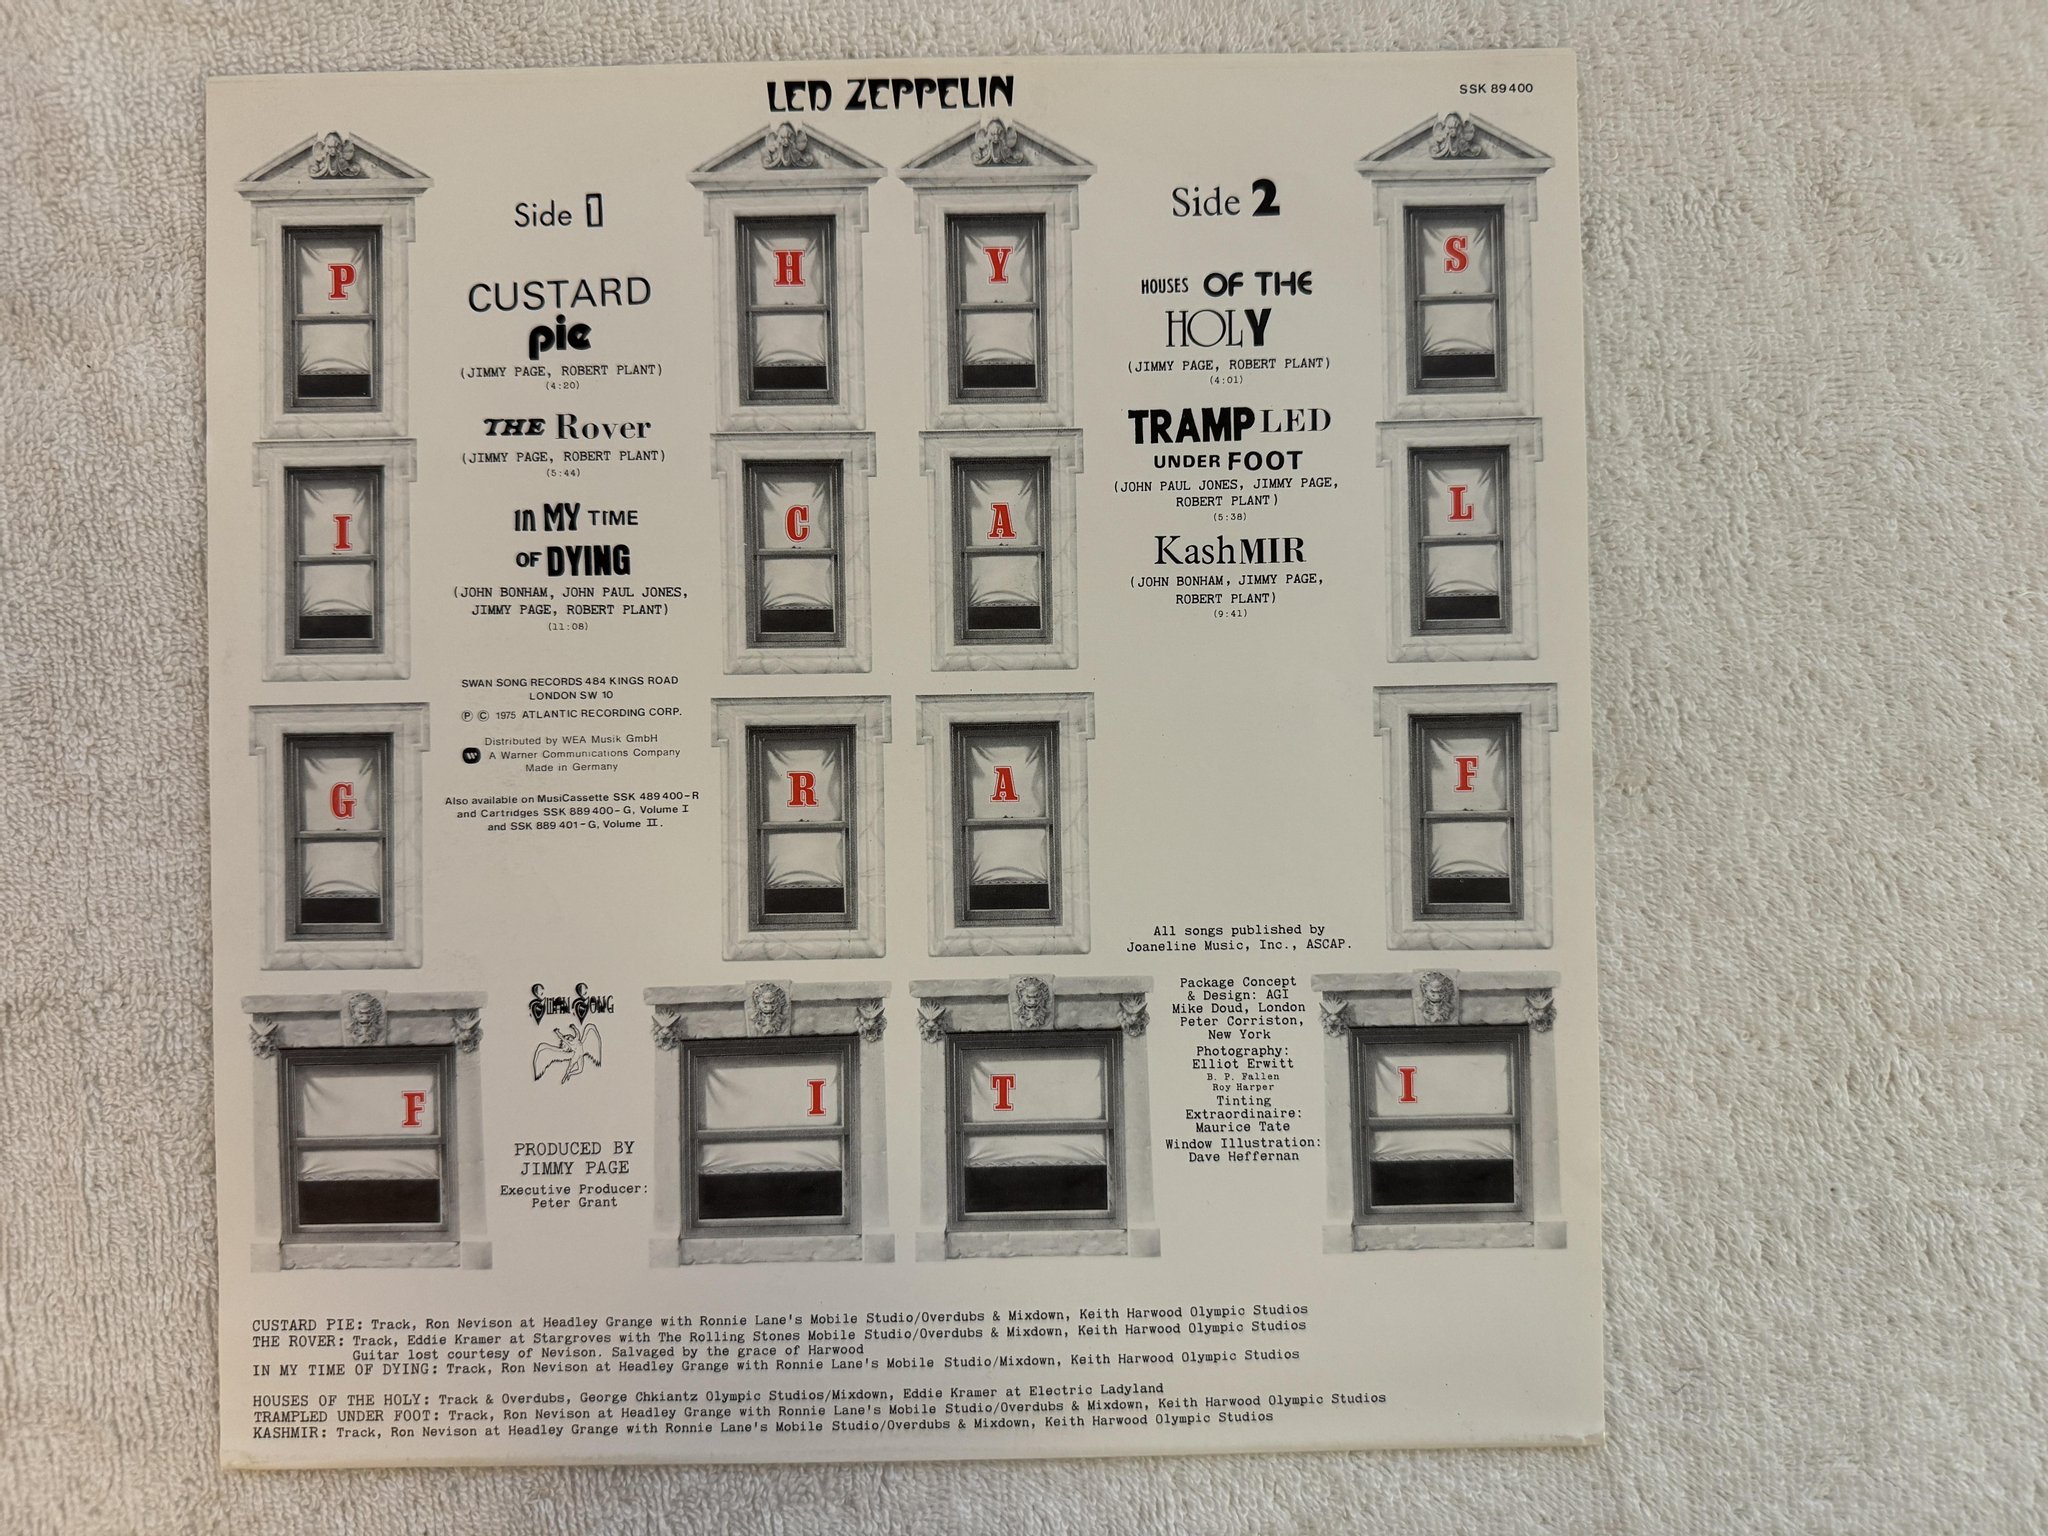 LED ZEPPELIN
SSK 89400
P H Y S
I C A L
G R A F
F I T I
Side 1
CUSTARD
pie
(JIMMY PAGE, ROBERT PLANT)
(4:20)
THE Rover
(JIMMY PAGE, ROBERT PLANT)
(5:44)
In MY TIME
OF DYING
(JOHN BONHAM, JOHN PAUL JONES,
JIMMY PAGE, ROBERT PLANT)
(11:08)
SWAN SONG RECORDS 484 KINGS ROAD
LONDON SW 10
Ⓟ Ⓒ 1975 ATLANTIC RECORDING CORP.
Distributed by WEA Musik GmbH
A Warner Communications Company
Made in Germany
Also available on MusiCassette SSK 489400-R
and Cartridges SSK 889400-G, Volume I
and SSK 889 401-G, Volume II.
SWAN SONG
PRODUCED BY
JIMMY PAGE
Executive Producer:
Peter Grant
Side 2
HOUSES OF THE
HOLY
(JIMMY PAGE, ROBERT PLANT)
(4:01)
TRAMPLED
UNDER FOOT
(JOHN PAUL JONES, JIMMY PAGE,
ROBERT PLANT)
(5:38)
KashMIR
(JOHN BONHAM, JIMMY PAGE,
ROBERT PLANT)
(9:41)
All songs published by
Joaneline Music, Inc., ASCAP.
Package Concept
& Design: AGI
Mike Doud, London
Peter Corriston,
New York
Photography:
Elliot Erwitt
B. P. Fallen
Roy Harper
Tinting
Extraordinaire:
Maurice Tate
Window Illustration:
Dave Heffernan
CUSTARD PIE: Track, Ron Nevison at Headley Grange with Ronnie Lane's Mobile Studio/Overdubs & Mixdown, Keith Harwood Olympic Studios
THE ROVER: Track, Eddie Kramer at Stargroves with The Rolling Stones Mobile Studio/Overdubs & Mixdown, Keith Harwood Olympic Studios
Guitar lost courtesy of Nevison. Salvaged by the grace of Harwood
IN MY TIME OF DYING: Track, Ron Nevison at Headley Grange with Ronnie Lane's Mobile Studio/Mixdown, Keith Harwood Olympic Studios
HOUSES OF THE HOLY: Track & Overdubs, George Chkiantz Olympic Studios/Mixdown, Eddie Kramer at Electric Ladyland
TRAMPLED UNDER FOOT: Track, Ron Nevison at Headley Grange with Ronnie Lane's Mobile Studio/Overdubs & Mixdown, Keith Harwood Olympic Studios
KASHMIR: Track, Ron Nevison at Headley Grange with Ronnie Lane's Mobile Studio/Overdubs & Mixdown, Keith Harwood Olympic Studios